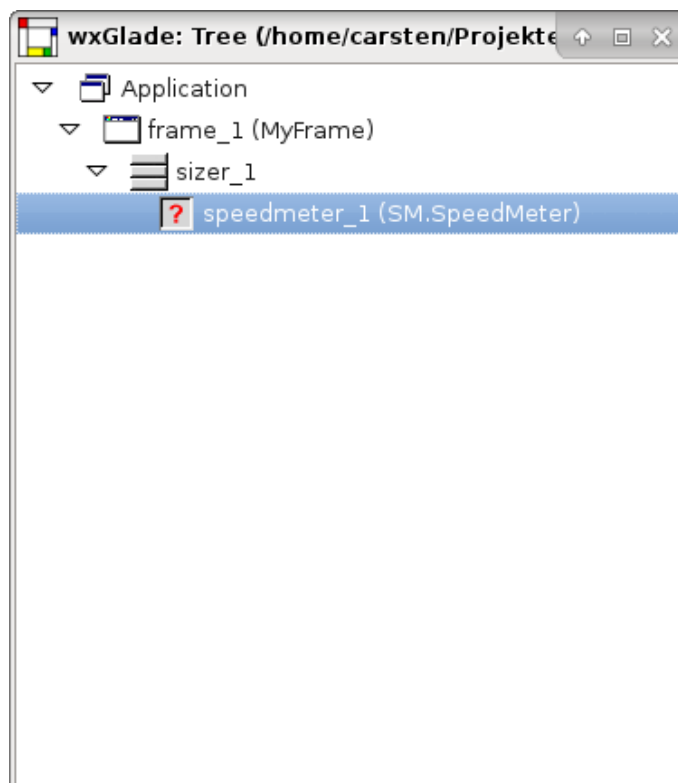 wxGlade: Tree (/home/carsten/Projekte
Application
frame_1 (MyFrame)
sizer_1
? speedmeter_1 (SM.SpeedMeter)